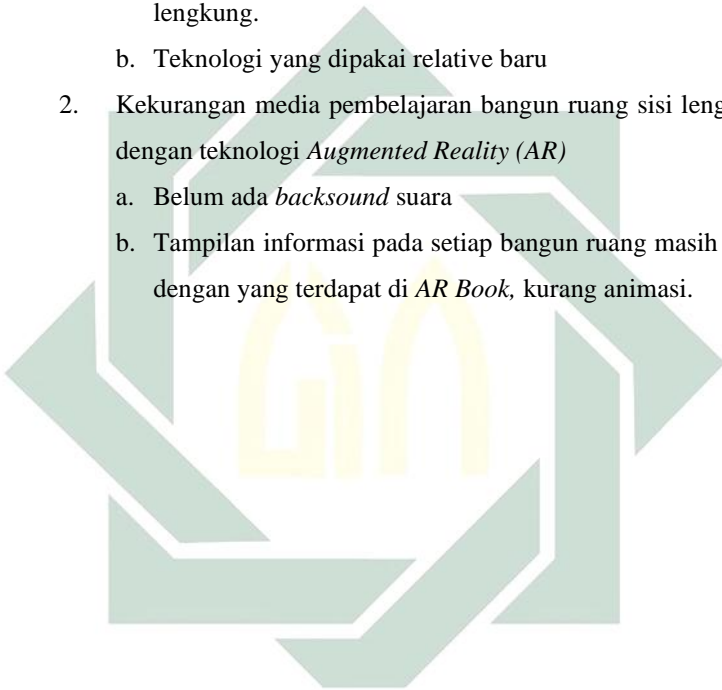 lengkung.
b. Teknologi yang dipakai relative baru
2. Kekurangan media pembelajaran bangun ruang sisi leng
dengan teknologi Augmented Reality (AR)
a. Belum ada backsound suara
b. Tampilan informasi pada setiap bangun ruang masih
dengan yang terdapat di AR Book, kurang animasi.